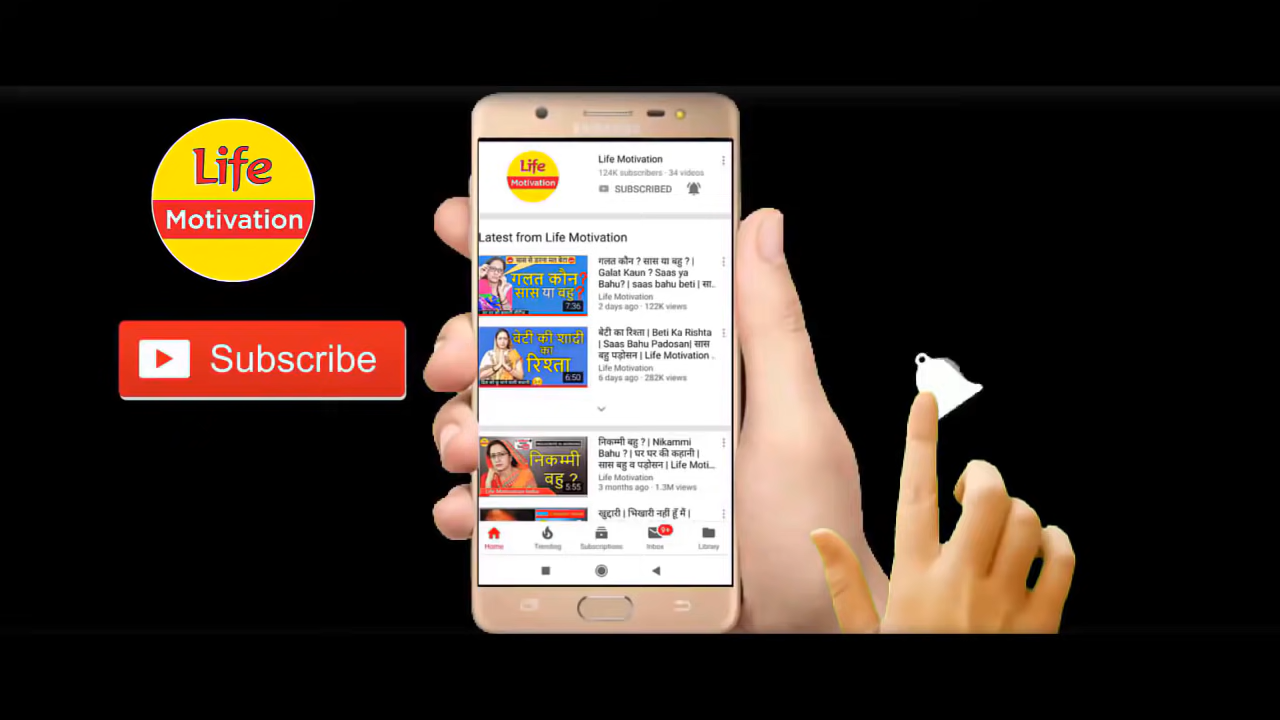 Life
Motivation
Subscribe
SAMSUNG
Life
Motivation
Life Motivation
124K subscribers · 34 videos
SUBSCRIBED
Latest from Life Motivation
सास से डरना मत बेटा
गलत कौन?
सास या बहु?
7:36
गलत कौन ? सास या बहु ? |
Galat Kaun ? Saas ya
Bahu? | saas bahu beti | सा..
Life Motivation
2 days ago · 122K views
बेटी की शादी
का
रिश्ता
6:50
बेटी का रिश्ता | Beti Ka Rishta
| Saas Bahu Padosan| सास
बहु पड़ोसन | Life Motivation .
Life Motivation
6 days ago · 282K views
निकम्मी
बहु ?
5:55
निकम्मी बहु ? | Nikammi
Bahu ? | घर घर की कहानी |
सास बहु व पड़ोसन | Life Moti...
Life Motivation
3 months ago · 1.3M views
खुद्दारी | भिखारी नहीं हूँ मैं |
9+
Home
Trending
Subscriptions
Inbox
Library